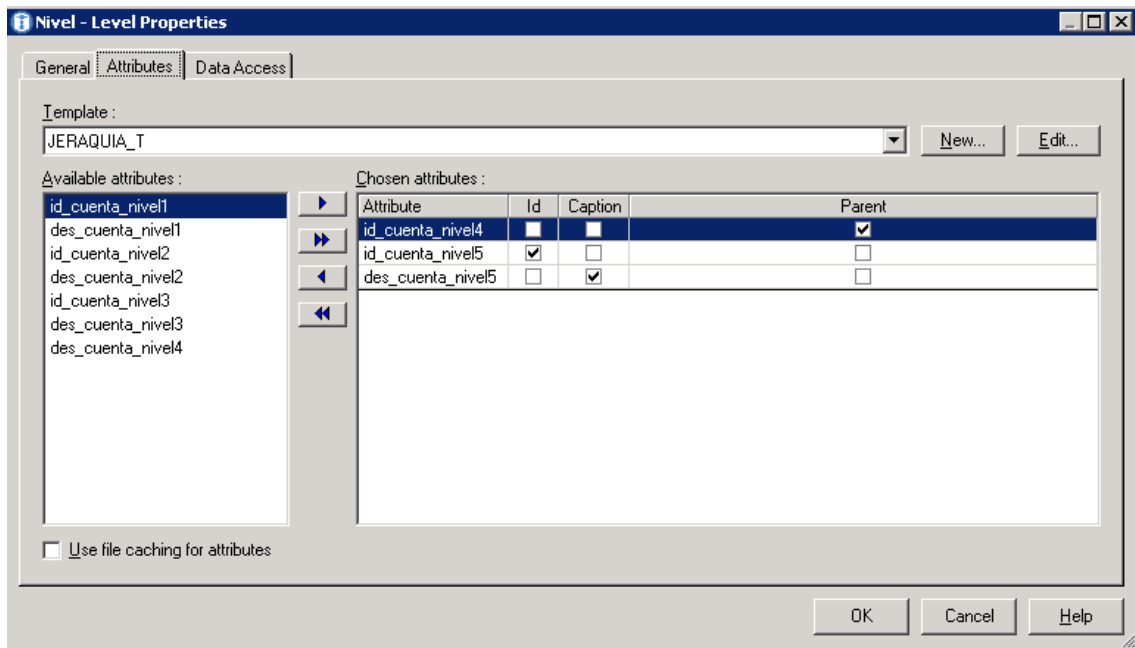 Nivel - Level Properties
General Attributes Data Access
Template :
JERAQUIA_T New... Edit...
Available attributes : Chosen attributes :
id_cuenta_nivel1
des_cuenta_nivel1
id_cuenta_nivel2
des_cuenta_nivel2
id_cuenta_nivel3
des_cuenta_nivel3
des_cuenta_nivel4
Attribute Id Caption Parent
id_cuenta_nivel4
id_cuenta_nivel5
des_cuenta_nivel5
Use file caching for attributes
OK Cancel Help